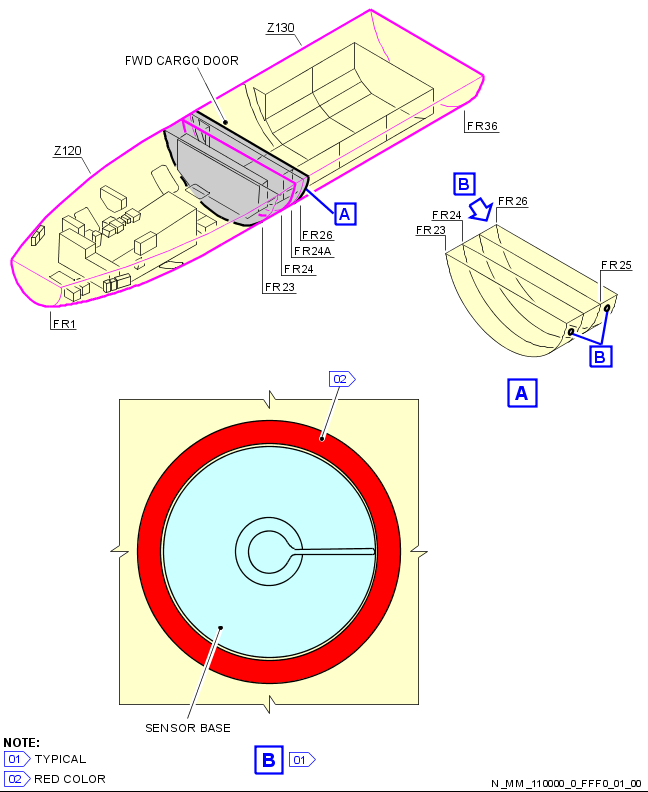 Z130
FWD CARGO DOOR
FR36
Z120
A
FR26
FR24A
FR24
FR23
FR1
B
FR26
FR24
FR23
FR25
B
A
02
SENSOR BASE
B 01
NOTE:
01 TYPICAL
02 RED COLOR
N_MM_110000_0_FFF0_01_00